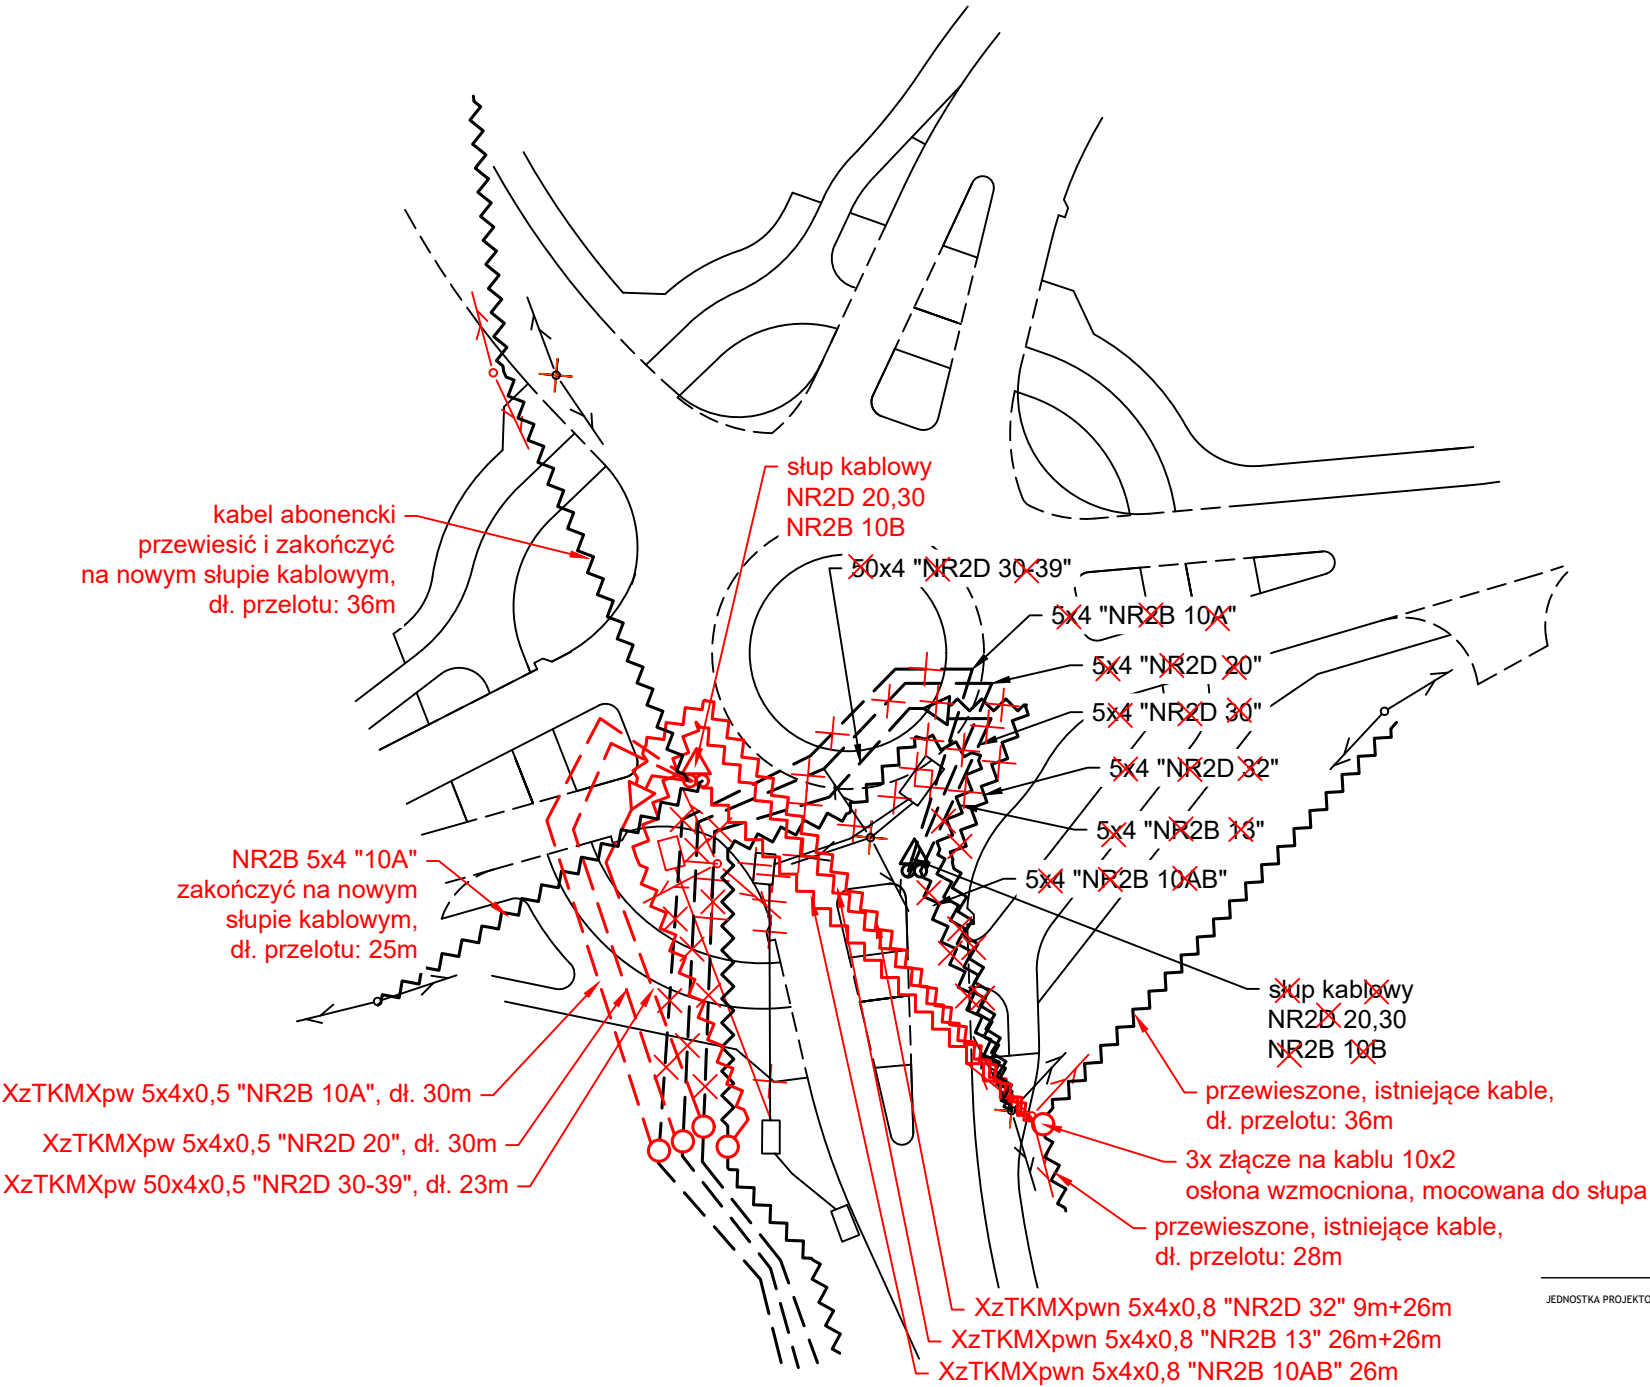 słup kablowy
NR2D 20,30
NR2B 10B
kabel abonencki
przewiesić i zakończyć
na nowym słupie kablowym,
dł. przelotu: 36m
50x4 "NR2D 30-39"
5x4 "NR2B 10A"
5x4 "NR2D 20"
5x4 "NR2D 30"
5x4 "NR2D 32"
5x4 "NR2B 13"
5x4 "NR2B 10AB"
NR2B 5x4 "10A"
zakończyć na nowym
słupie kablowym,
dł. przelotu: 25m
słup kablowy
NR2D 20,30
NR2B 10B
XzTKMXpw 5x4x0,5 "NR2B 10A", dł. 30m
XzTKMXpw 5x4x0,5 "NR2D 20", dł. 30m
XzTKMXpw 50x4x0,5 "NR2D 30-39", dł. 23m
przewieszone, istniejące kable,
dł. przelotu: 36m
3x złącze na kablu 10x2
osłona wzmocniona, mocowana do słupa
przewieszone, istniejące kable,
dł. przelotu: 28m
XzTKMXpwn 5x4x0,8 "NR2D 32" 9m+26m
XzTKMXpwn 5x4x0,8 "NR2B 13" 26m+26m
XzTKMXpwn 5x4x0,8 "NR2B 10AB" 26m
JEDNOSTKA PROJEKTO